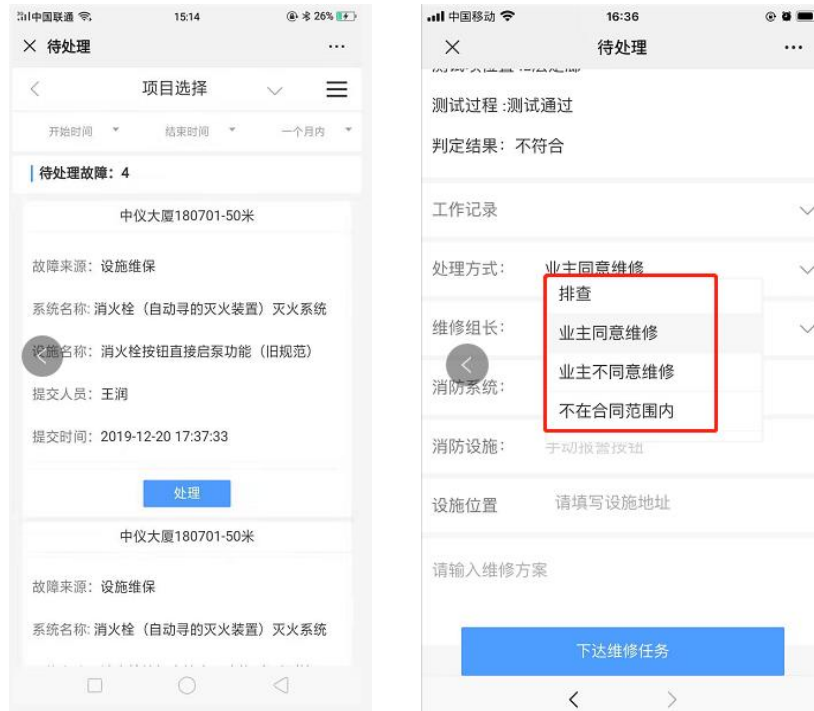 中国联通
15:14
26%
待处理
项目选择
开始时间
结束时间
一个月内
待处理故障：4
中仪大厦180701-50米
故障来源：设施维保
系统名称:消火栓（自动寻的灭火装置）灭火系统
名称：消火栓按钮直接启泵功能（旧规范）
提交人员：王润
提交时间：2019-12-20 17:37:33
处理
中仪大厦180701-50米
故障来源：设施维保
系统名称:消火栓（自动寻的灭火装置）灭火系统
中国移动
16:36
待处理
测试过程 :测试通过
判定结果：不符合
工作记录
处理方式：
业主同意维修
排查
业主同意维修
业主不同意维修
不在合同范围内
维修组长：
消防系统：
消防设施：
手动报警按钮
设施位置
请填写设施地址
请输入维修方案
下达维修任务